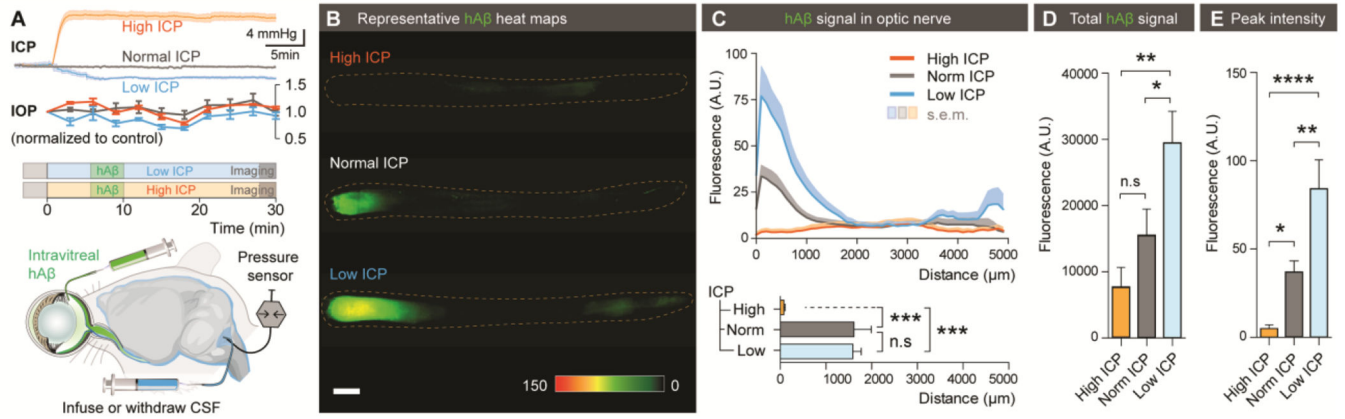 A
High ICP
4 mmHg
5min
ICP
Normal ICP
Low ICP
1.5
IOP
1.0
(normalized to control)
0.5
hAβ
Low ICP
Imaging
hAβ
High ICP
Imaging
0
10
20
30
Time (min)
Intravitreal
hAβ
Pressure
sensor
Infuse or withdraw CSF
B
Representative hAβ heat maps
High ICP
Normal ICP
Low ICP
150
0
C
hAβ signal in optic nerve
Fluorescence (A.U.)
100
75
50
25
0
High ICP
Norm ICP
Low ICP
s.e.m.
0
1000
2000
3000
4000
5000
Distance (µm)
ICP
High
Norm
Low
***
n.s
***
0
1000
2000
3000
4000
5000
Distance (µm)
D
Total hAβ signal
Fluorescence (A.U.)
40000
30000
20000
10000
0
**
*
n.s
High ICP
Norm ICP
Low ICP
E
Peak intensity
Fluorescence (A.U.)
150
100
50
0
****
**
*
High ICP
Norm ICP
Low ICP